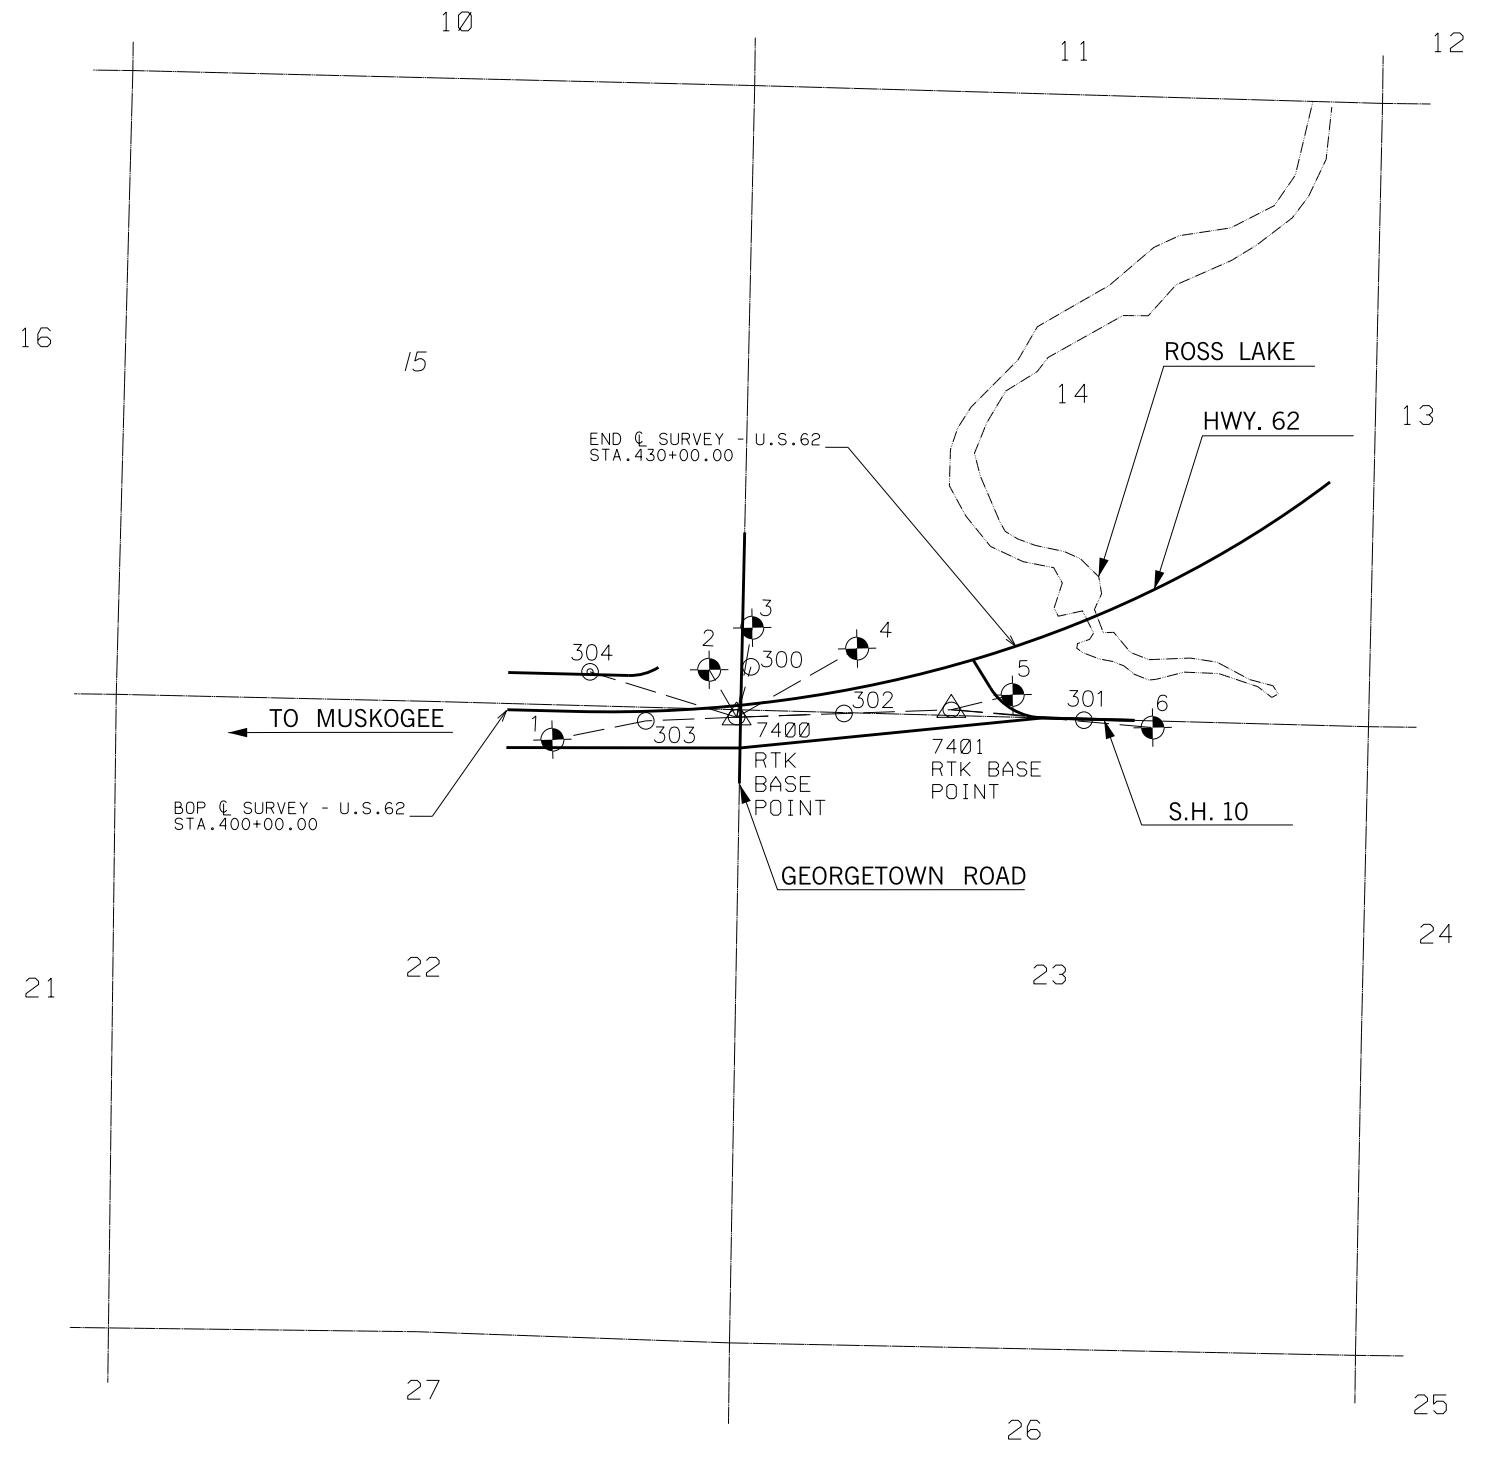 10
11
12
16
15
ROSS LAKE
14
HWY. 62
13
END ℄ SURVEY - U.S.62
STA.430+00.00
3
2
4
304
300
5
302
301
6
TO MUSKOGEE
1
303
7400
RTK
BASE
POINT
7401
RTK BASE
POINT
BOP ℄ SURVEY - U.S.62
STA.400+00.00
S.H. 10
GEORGETOWN ROAD
24
22
23
21
27
25
26